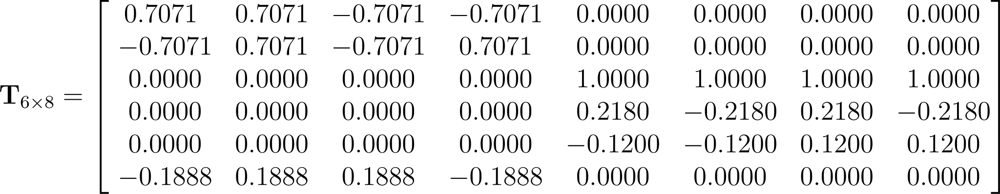 0.7071 0.7071 −0.7071 −0.7071 0.0000 0.0000 0.0000 0.0000
−0.7071 0.7071 −0.7071 0.7071 0.0000 0.0000 0.0000 0.0000
0.0000 0.0000 0.0000 0.0000 1.0000 1.0000 1.0000 1.0000
T6×8 =
0.0000 0.0000 0.0000 0.0000 0.2180 −0.2180 0.2180 −0.2180
0.0000 0.0000 0.0000 0.0000 −0.1200 −0.1200 0.1200 0.1200
−0.1888 0.1888 0.1888 −0.1888 0.0000 0.0000 0.0000 0.0000